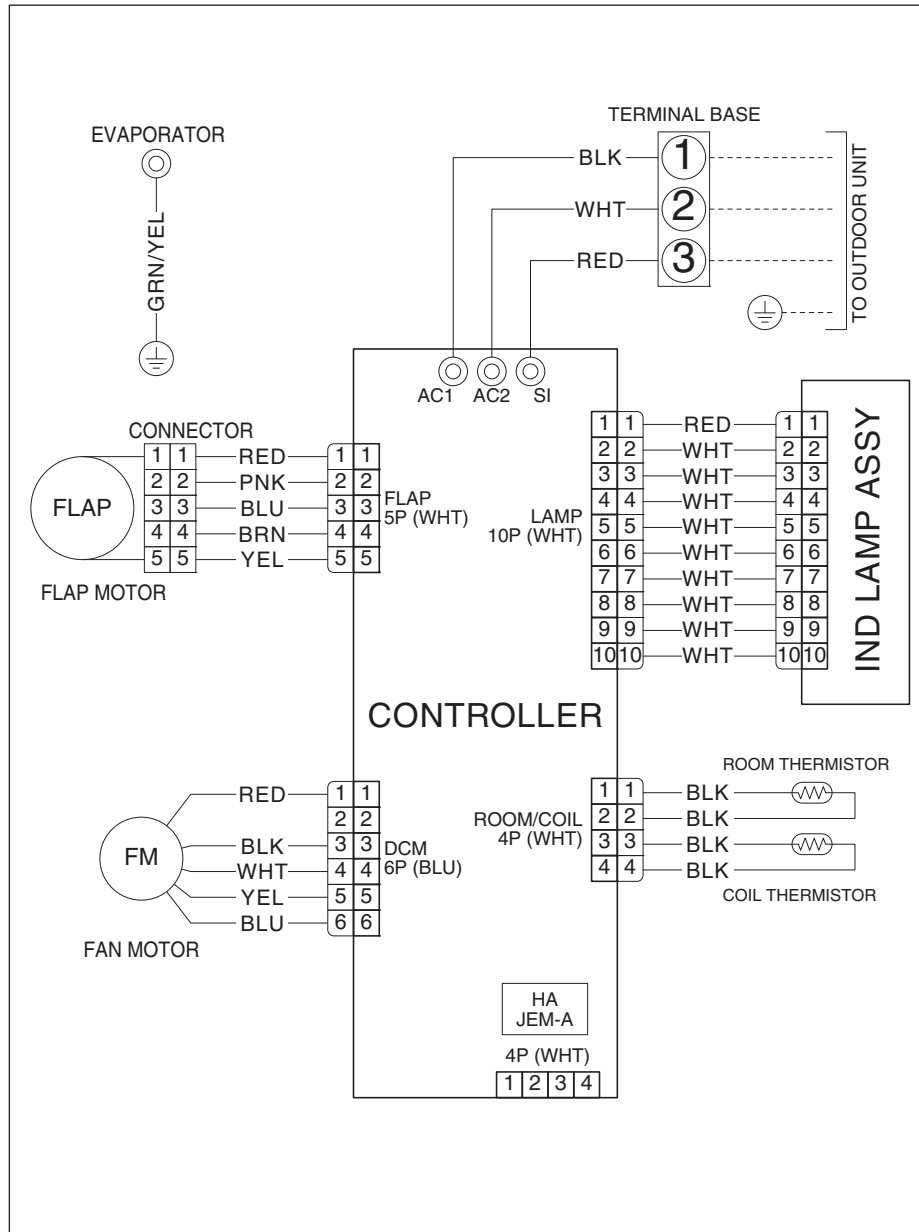 TERMINAL BASE
EVAPORATOR
BLK 1
WHT 2
RED 3
GRN/YEL
TO OUTDOOR UNIT
AC1 AC2 SI
CONNECTOR
FLAP
1 1 RED 1 1
2 2 PNK 2 2
3 3 BLU 3 3
4 4 BRN 4 4
5 5 YEL 5 5
FLAP
5P (WHT)
FLAP MOTOR
LAMP
10P (WHT)
1 1 RED 1 1
2 2 WHT 2 2
3 3 WHT 3 3
4 4 WHT 4 4
5 5 WHT 5 5
6 6 WHT 6 6
7 7 WHT 7 7
8 8 WHT 8 8
9 9 WHT 9 9
10 10 WHT 10 10
IND LAMP ASSY
CONTROLLER
FM
RED 1 1
2 2
BLK 3 3
WHT 4 4
YEL 5 5
BLU 6 6
DCM
6P (BLU)
FAN MOTOR
ROOM/COIL
4P (WHT)
ROOM THERMISTOR
1 1 BLK
2 2 BLK
3 3 BLK
4 4 BLK
COIL THERMISTOR
HA
JEM-A
4P (WHT)
1 2 3 4